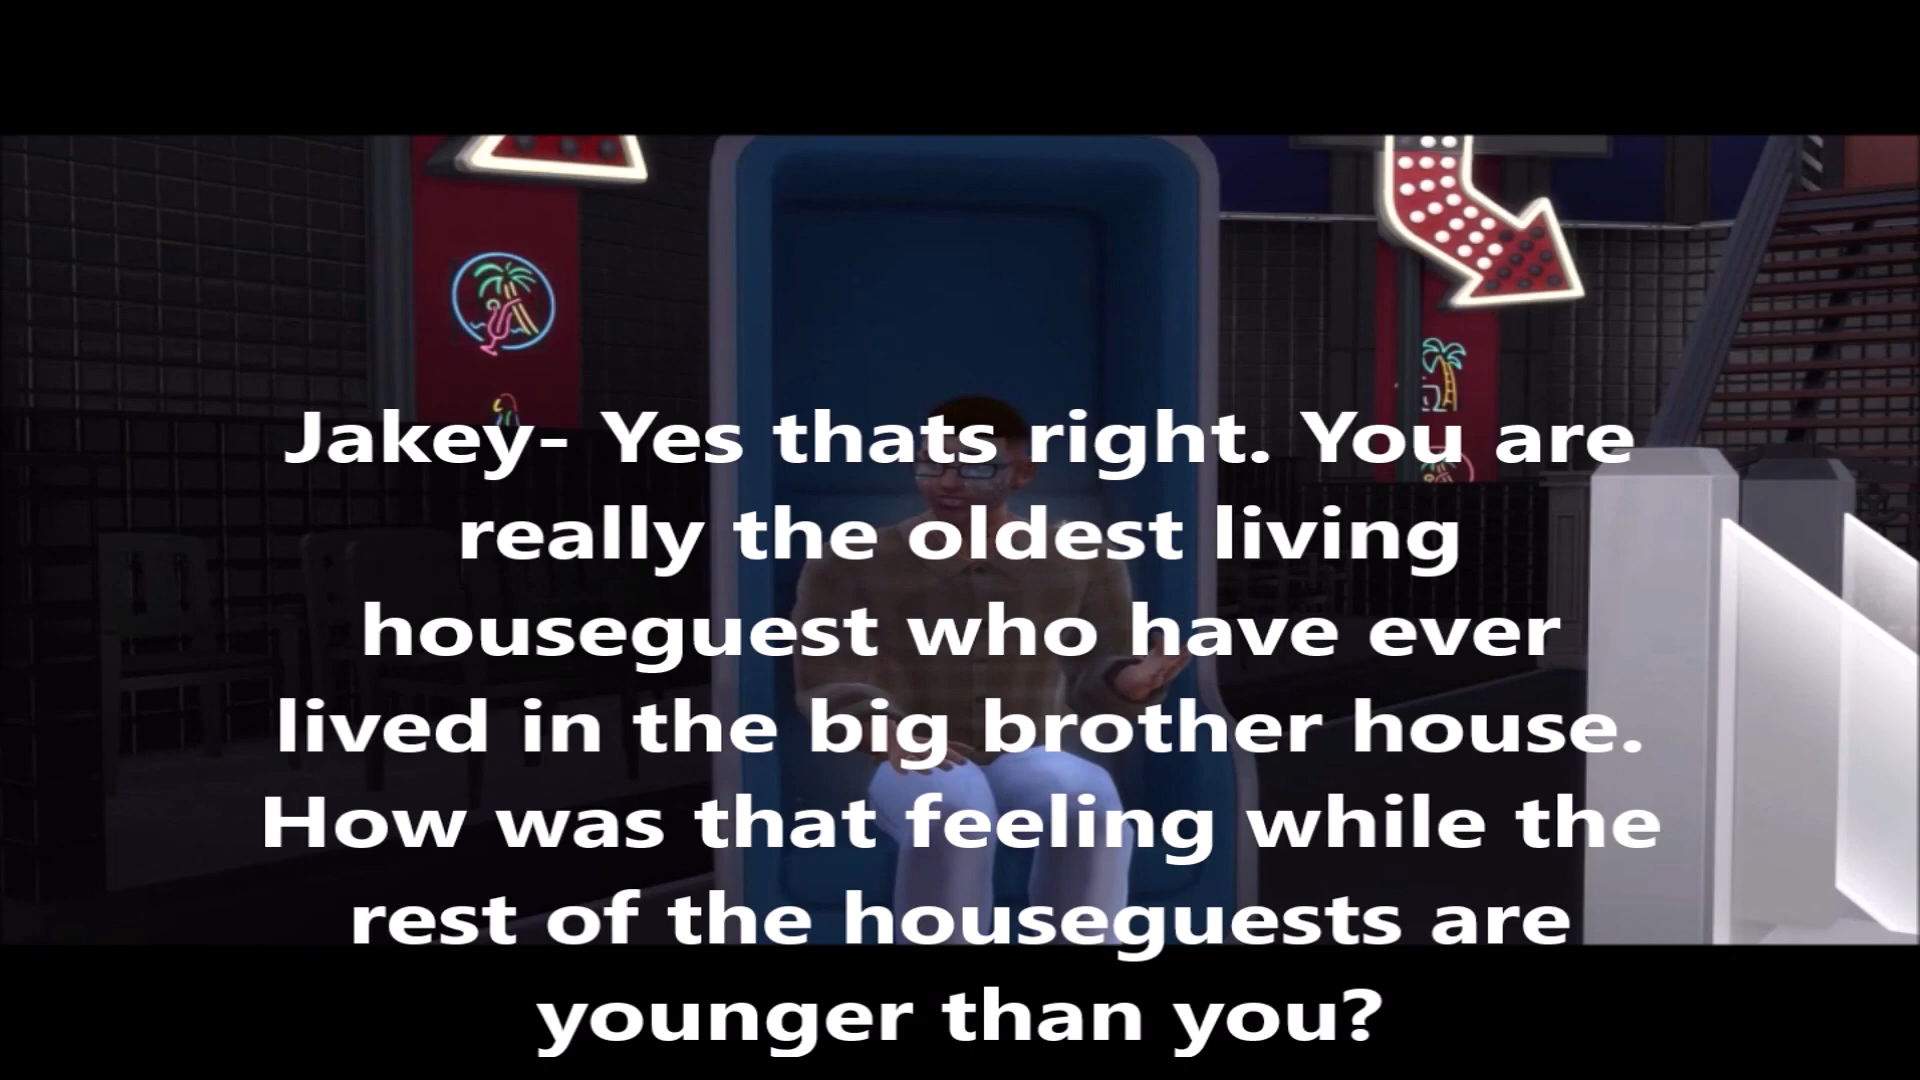 Jakey- Yes thats right. You are
really the oldest living
houseguest who have ever
lived in the big brother house.
How was that feeling while the
rest of the houseguests are
younger than you?